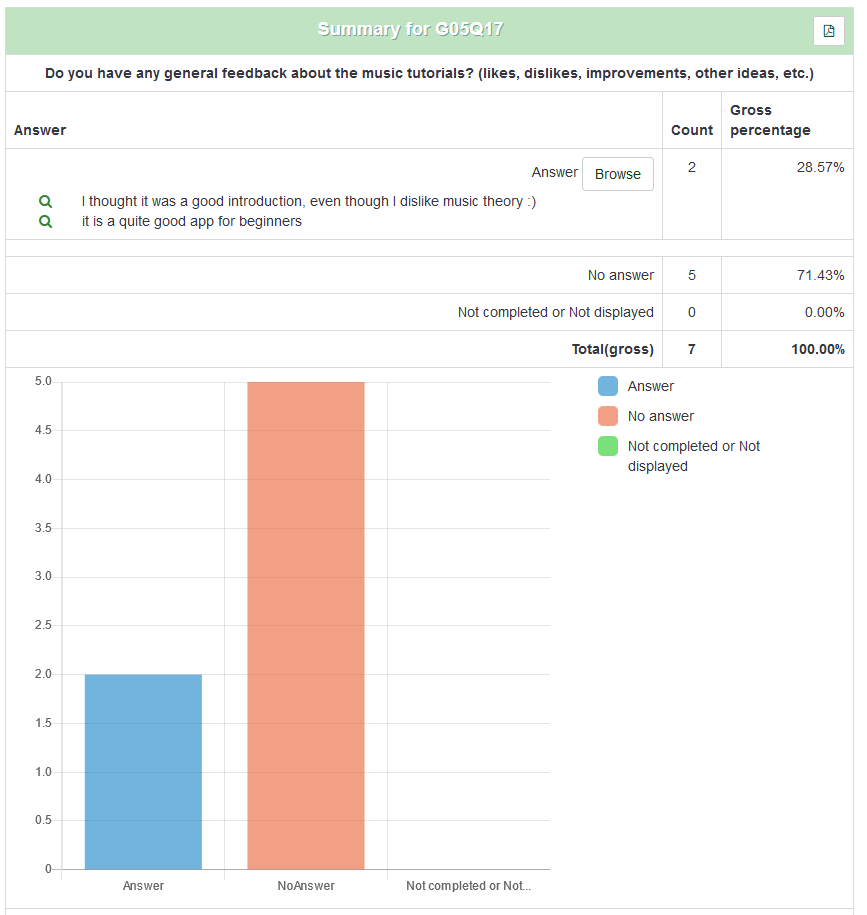 Summary for G05Q17
Do you have any general feedback about the music tutorials? (likes, dislikes, improvements, other ideas, etc.)
Answer Count Gross percentage
Answer Browse 2 28.57%
I thought it was a good introduction, even though I dislike music theory :)
it is a quite good app for beginners
No answer 5 71.43%
Not completed or Not displayed 0 0.00%
Total(gross) 7 100.00%
5.0
4.5
4.0
3.5
3.0
2.5
2.0
1.5
1.0
0.5
0
Answer NoAnswer Not completed or Not...
Answer
No answer
Not completed or Not
displayed